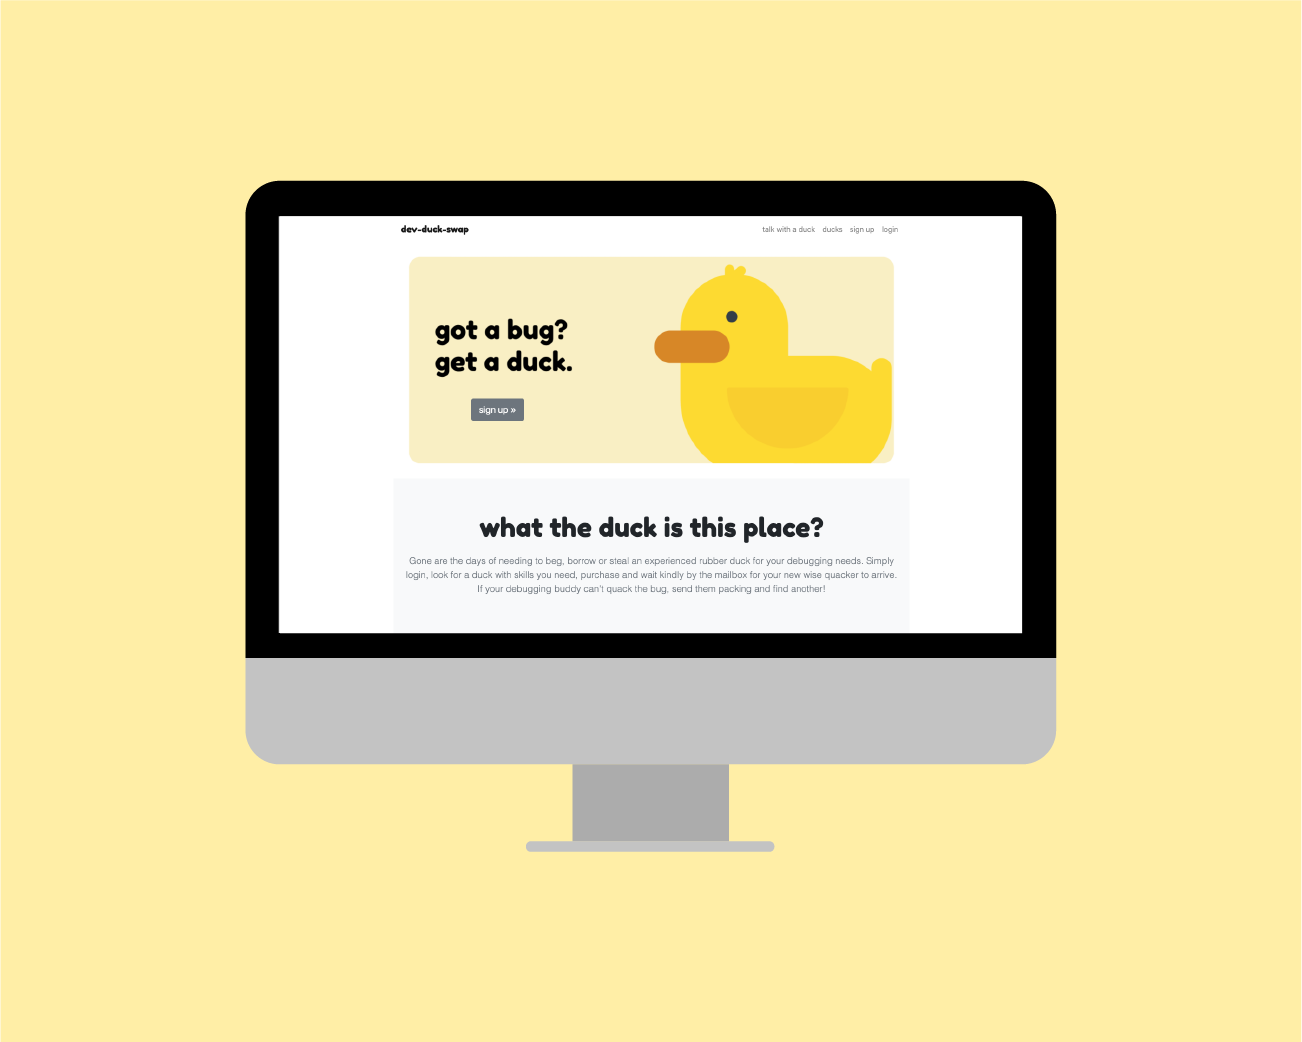 dev-duck-swap
talk with a duck ducks sign up login
got a bug?
get a duck.
sign up »
what the duck is this place?
Gone are the days of needing to beg, borrow or steal an experienced rubber duck for your debugging needs. Simply
login, look for a duck with skills you need, purchase and wait kindly by the mailbox for your new wise quacker to arrive.
If your debugging buddy can't quack the bug, send them packing and find another!